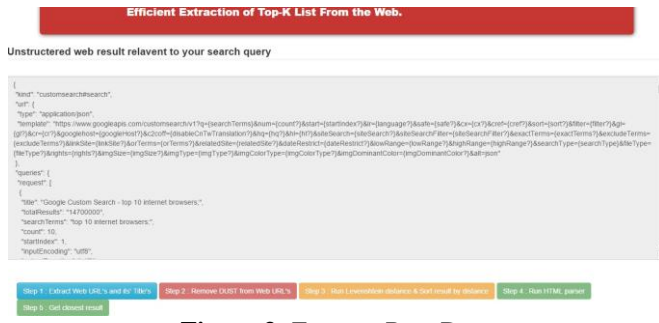 Efficient Extraction of Top-K List From the Web.
Unstructered web result relavent to your search query
{
"kind": "customsearch#search",
"url": {
"type": "application/json",
"template": "https://www.googleapis.com/customsearch/v1?q={searchTerms}&num={count?}&start={startIndex?}&lr={language?}&safe={safe?}&cx={cx?}&cref={cref?}&sort={sort?}&filter={filter?}&gl=
{gl?}&cr={cr?}&googlehost={googleHost?}&c2coff={disableCnTwTranslation?}&hq={hq?}&hl={hl?}&siteSearch={siteSearch?}&siteSearchFilter={siteSearchFilter?}&exactTerms={exactTerms?}&excludeTerms=
{excludeTerms?}&linkSite={linkSite?}&orTerms={orTerms?}&relatedSite={relatedSite?}&dateRestrict={dateRestrict?}&lowRange={lowRange?}&highRange={highRange?}&searchType={searchType}&fileType=
{fileType?}&rights={rights?}&imgSize={imgSize?}&imgType={imgType?}&imgColorType={imgColorType?}&imgDominantColor={imgDominantColor?}&alt=json"
},
"queries": {
"request": [
{
"title": "Google Custom Search - top 10 internet browsers;",
"totalResults": "14700000",
"searchTerms": "top 10 internet browsers;",
"count": 10,
"startIndex": 1,
"inputEncoding": "utf8",
Step 1 : Extract Web URL's and its' Title's
Step 2 : Remove DUST from Web URL's
Step 3 : Run Levenshtein distance & Sort result by distance
Step 4 : Run HTML parser
Step 5 : Get closest result